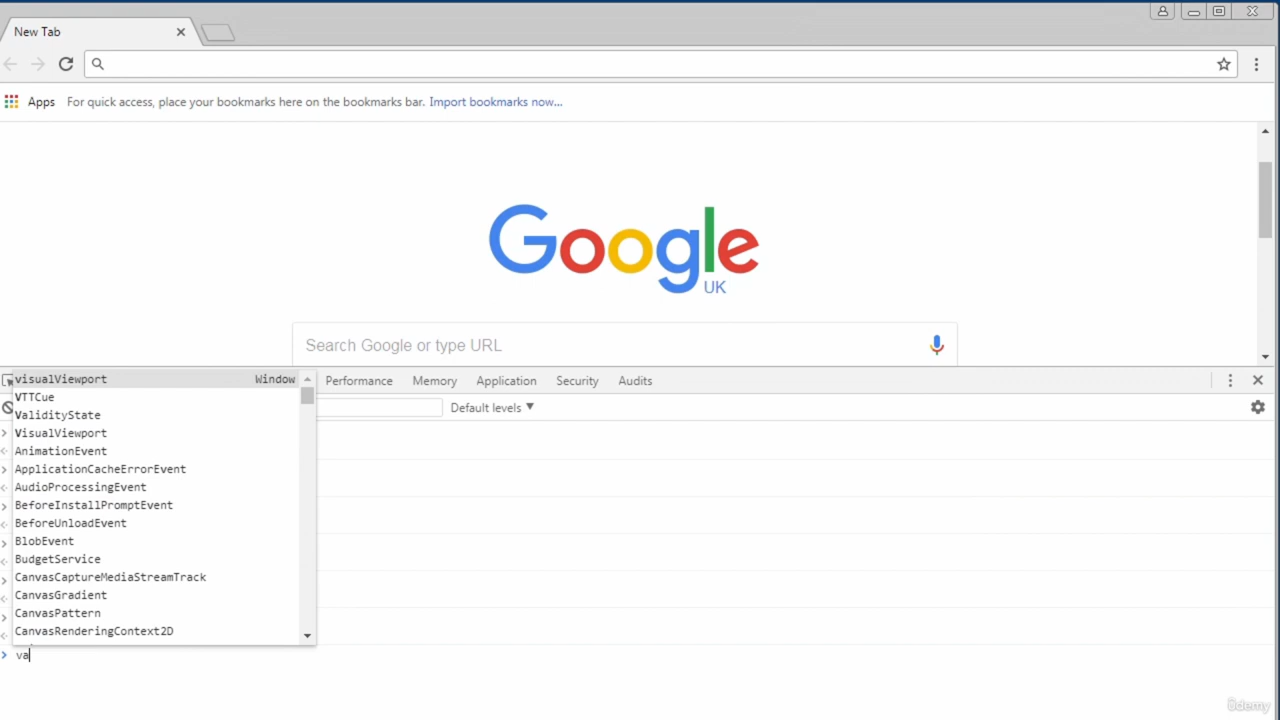 New Tab
Apps For quick access, place your bookmarks here on the bookmarks bar. Import bookmarks now...
Google
UK
Search Google or type URL
visualViewport Window
Performance Memory Application Security Audits
VTTCue
Default levels ▼
ValidityState
VisualViewport
AnimationEvent
ApplicationCacheErrorEvent
AudioProcessingEvent
BeforeInstallPromptEvent
BeforeUnloadEvent
BlobEvent
BudgetService
CanvasCaptureMediaStreamTrack
CanvasGradient
CanvasPattern
CanvasRenderingContext2D
> va
Udemy